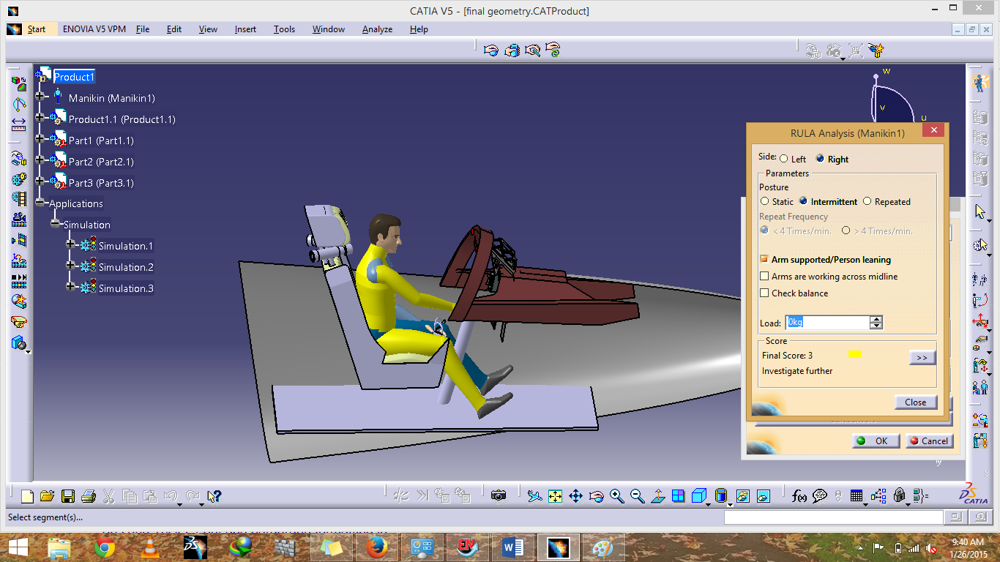 CATIA V5 - [final geometry.CATProduct]
Start ENOVIA V5 VPM File Edit View Insert Tools Window Analyze Help
Product1
Manikin (Manikin1)
Product1.1 (Product1.1)
Part1 (Part1.1)
Part2 (Part2.1)
Part3 (Part3.1)
Applications
Simulation
Simulation.1
Simulation.2
Simulation.3
w
v
u
RULA Analysis (Manikin1)
Side: Left Right
Parameters
Posture
Static Intermittent Repeated
Repeat Frequency
< 4 Times/min. > 4 Times/min.
Arm supported/Person leaning
Arms are working across midline
Check balance
Load: 0kg
Score
Final Score: 3
>>
Investigate further
Close
OK Cancel
f(x)
CATIA
Select segment(s)...
EN
9:40 AM
1/26/2015